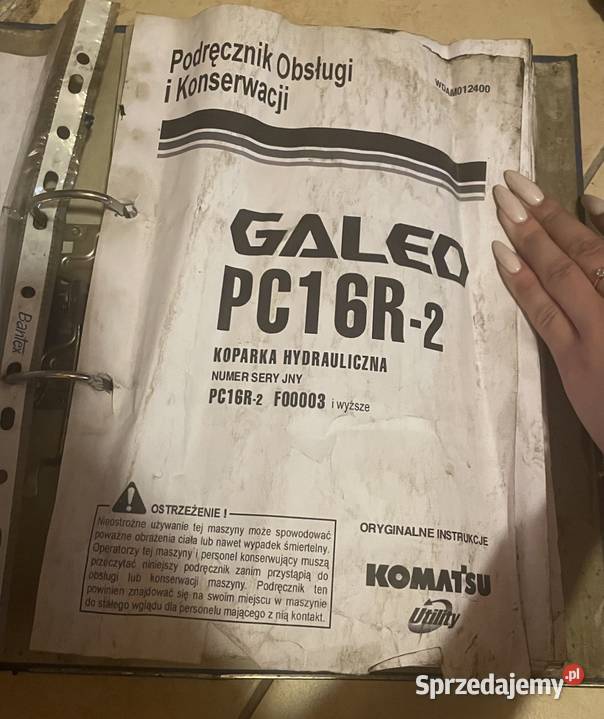 Podręcznik Obsługi
i Konserwacji
WDAM012400
GALEO
PC16R-2
KOPARKA HYDRAULICZNA
NUMER SERYJNY
PC16R-2 F00003 i wyższe
Bantex
OSTRZEŻENIE !
Nieostrożne używanie tej maszyny może spowodować
poważne obrażenia ciała lub nawet wypadek śmiertelny.
Operatorzy tej maszyny i personel konserwujący muszą
przeczytać niniejszy podręcznik zanim przystąpią do
obsługi lub konserwacji maszyny. Podręcznik ten
powinien znajdować się na swoim miejscu w maszynie
do stałego wglądu dla personelu mającego z nią kontakt.
ORYGINALNE INSTRUKCJE
KOMATSU
Utility
Sprzedajemy.pl